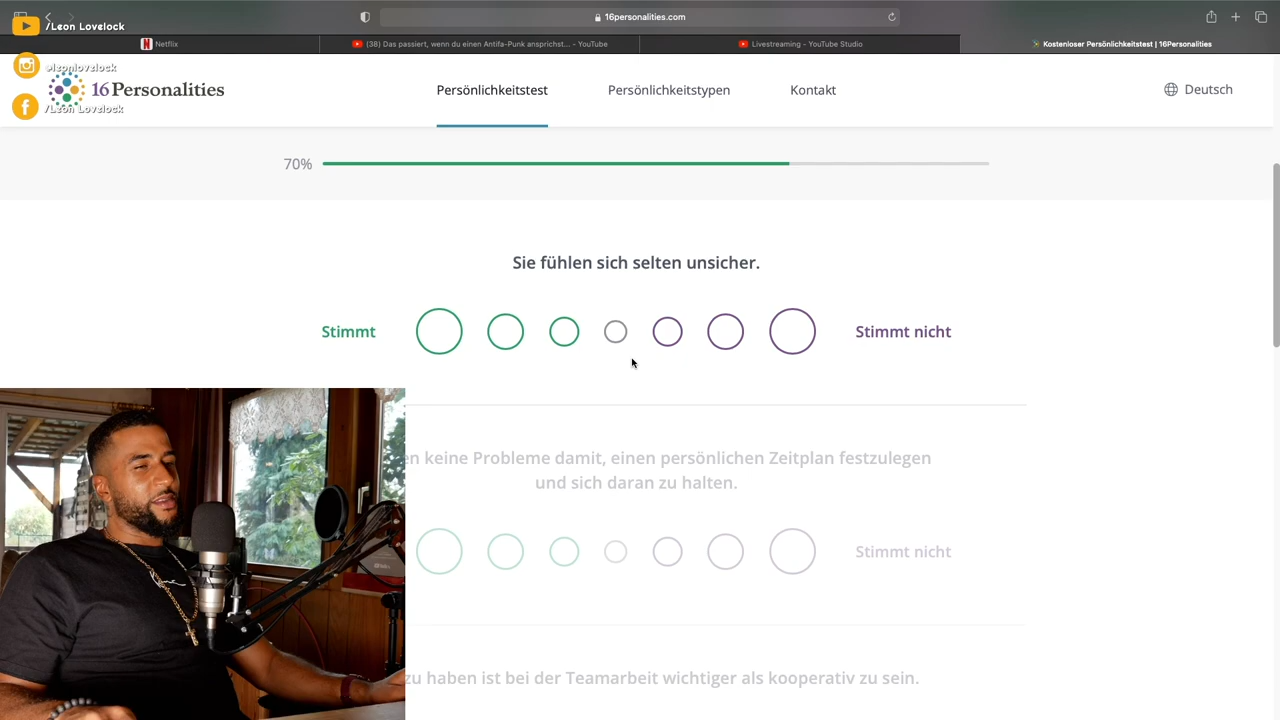 /Leon Lovelock
16personalities.com
Netflix
(38) Das passiert, wenn du einen Antifa-Punk ansprichst... - YouTube
Livestreaming - YouTube Studio
Kostenloser Persönlichkeitstest | 16Personalities
@leonlovelock
16Personalities
Persönlichkeitstest
Persönlichkeitstypen
Kontakt
Deutsch
/Leon Lovelock
70%
Sie fühlen sich selten unsicher.
Stimmt
Stimmt nicht
en keine Probleme damit, einen persönlichen Zeitplan festzulegen
und sich daran zu halten.
Stimmt nicht
zu haben ist bei der Teamarbeit wichtiger als kooperativ zu sein.